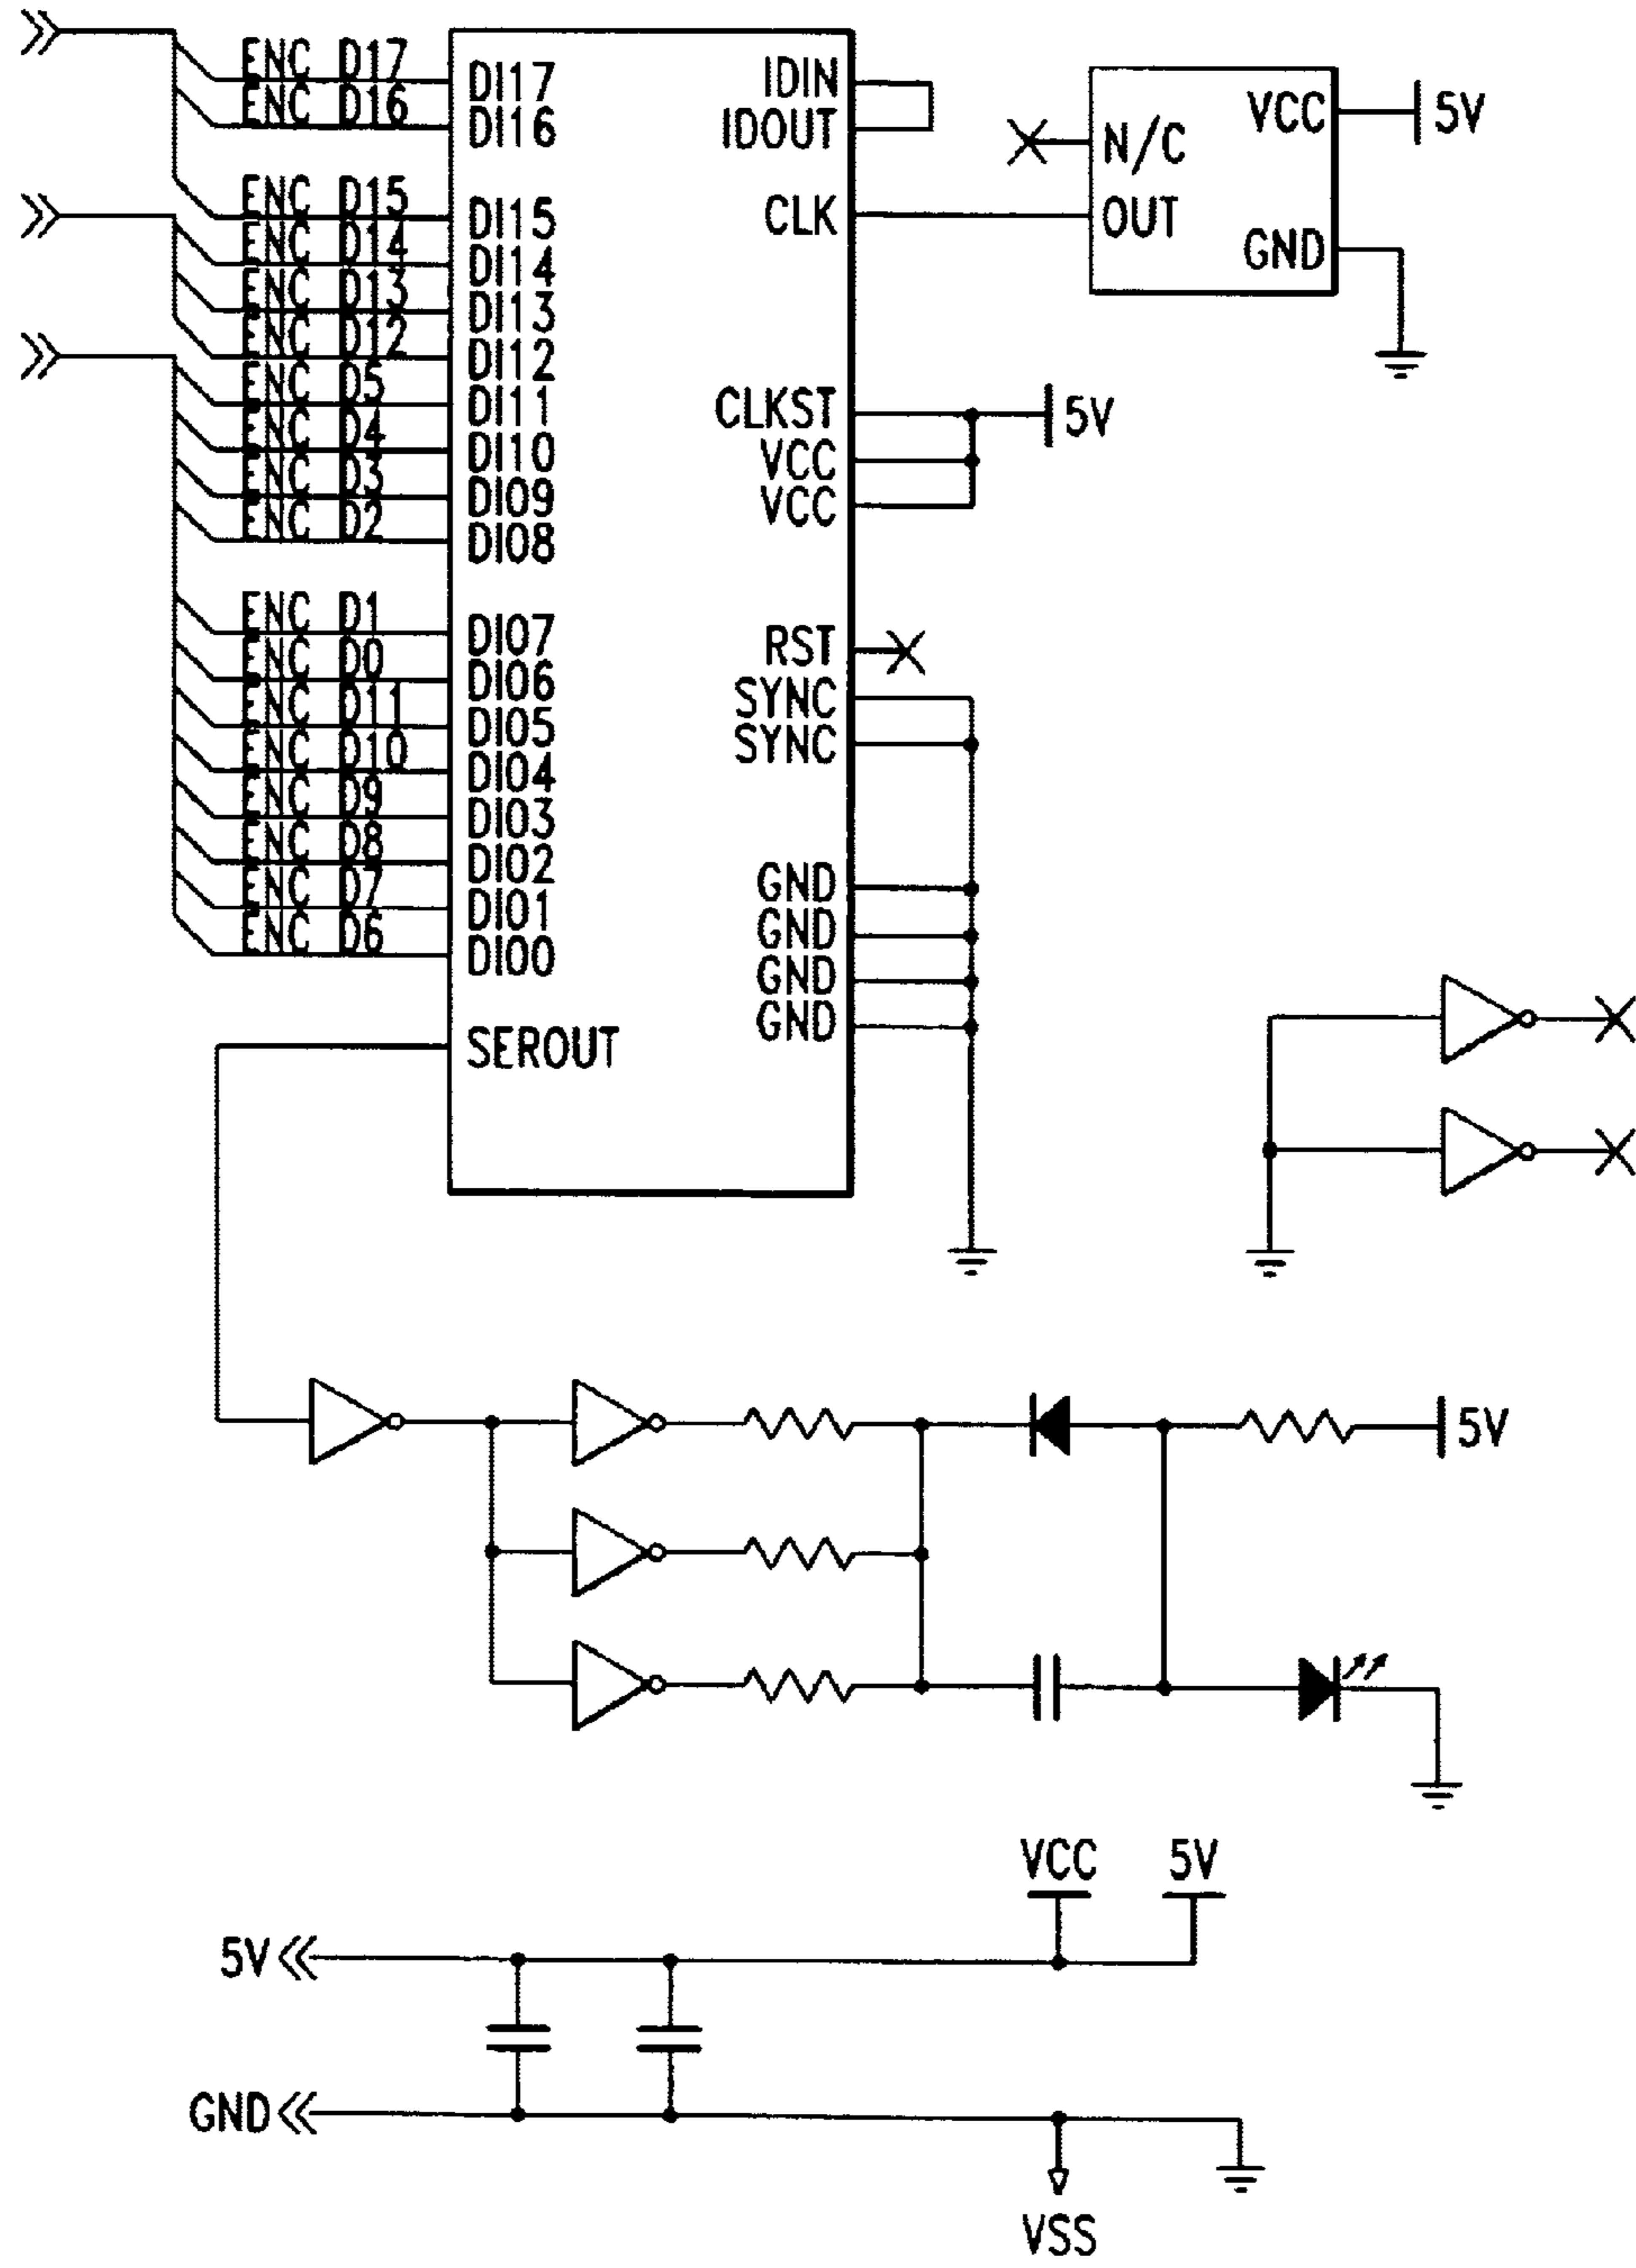 ENC D17 DI17
ENC D16 DI16
ENC D15 DI15
ENC D14 DI14
ENC D13 DI13
ENC D12 DI12
ENC D5 DI11
ENC D4 DI10
ENC D3 DI09
ENC D2 DI08
ENC D1 DI07
ENC D0 DI06
ENC D11 DI05
ENC D10 DI04
ENC D9 DI03
ENC D8 DI02
ENC D7 DI01
ENC D6 DI00
SEROUT
IDIN
IDOUT
CLK
CLKST
VCC
VCC
5V
RST
SYNC
SYNC
GND
GND
GND
GND
N/C
OUT
VCC
GND
5V
5V
VCC
5V
5V
GND
VSS